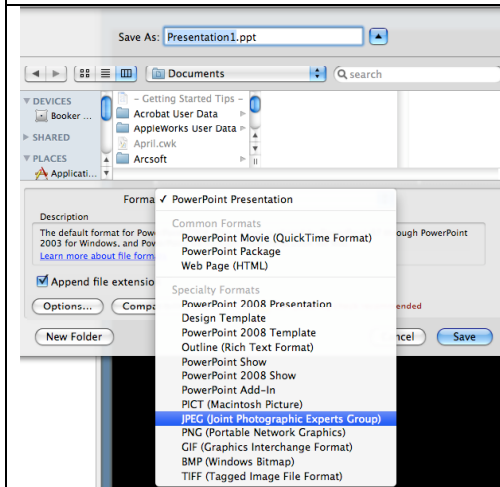 Save As: Presentation1.ppt
Documents
search
DEVICES
Booker ...
SHARED
PLACES
Applicati...
- Getting Started Tips -
Acrobat User Data
AppleWorks User Data
April.cwk
Arcsoft
Forma ✓ PowerPoint Presentation
Description
The default format for Pow
ough PowerPoint
2003 for Windows, and Pow
Learn more about file forma
Append file extensio
Options...
Compa
ended
New Folder
ncel
Save
Common Formats
PowerPoint Movie (QuickTime Format)
PowerPoint Package
Web Page (HTML)
Specialty Formats
PowerPoint 2008 Presentation
Design Template
PowerPoint 2008 Template
Outline (Rich Text Format)
PowerPoint Show
PowerPoint 2008 Show
PowerPoint Add-In
PICT (Macintosh Picture)
JPEG (Joint Photographic Experts Group)
PNG (Portable Network Graphics)
GIF (Graphics Interchange Format)
BMP (Windows Bitmap)
TIFF (Tagged Image File Format)